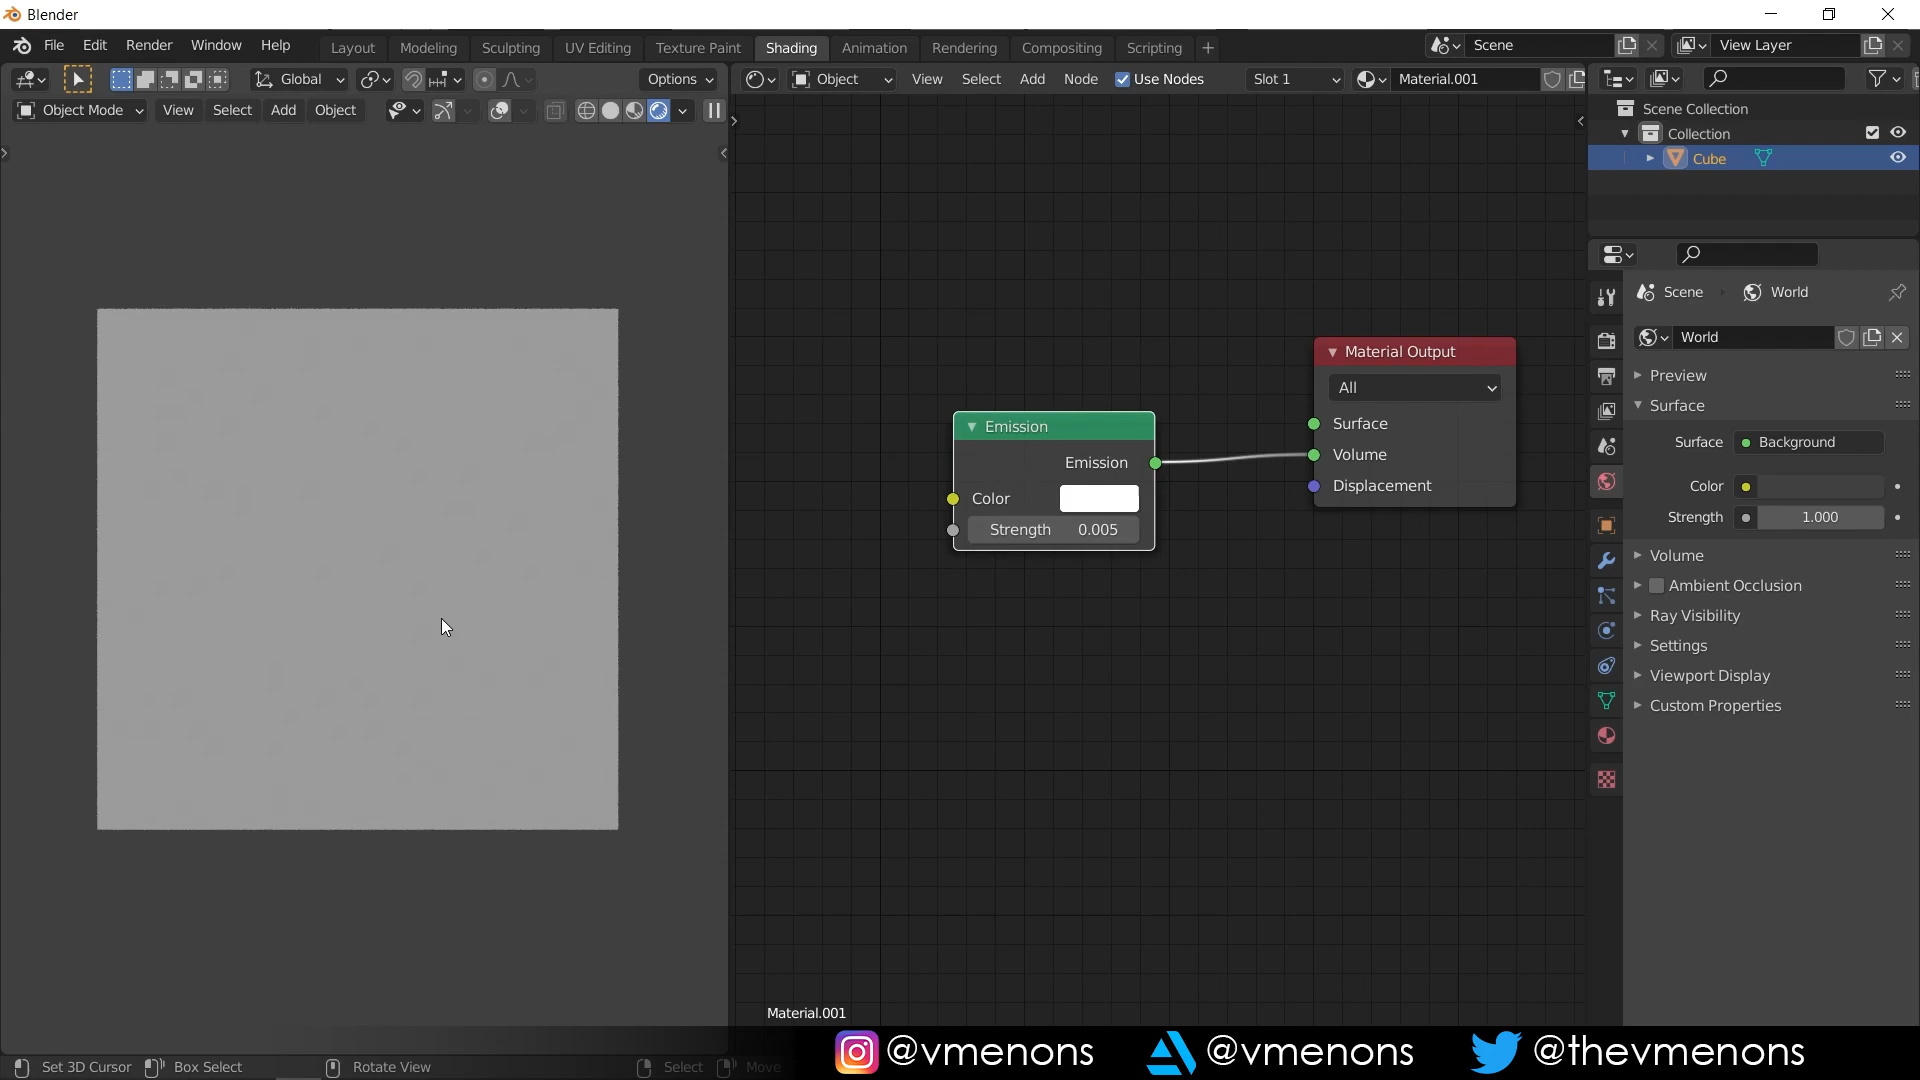 Blender
File Edit Render Window Help Layout Modeling Sculpting UV Editing Texture Paint Shading Animation Rendering Compositing Scripting + Scene View Layer
Global Options Object View Select Add Node Use Nodes Slot 1 Material.001
Object Mode View Select Add Object
Scene Collection
Collection
Cube
Scene World
World
Preview
Surface
Surface Background
Color
Strength 1.000
Volume
Ambient Occlusion
Ray Visibility
Settings
Viewport Display
Custom Properties
Material Output
All
Surface
Volume
Displacement
Emission
Emission
Color
Strength 0.005
Material.001
Set 3D Cursor Box Select Rotate View Select Move
@vmenons @vmenons @thevmenons